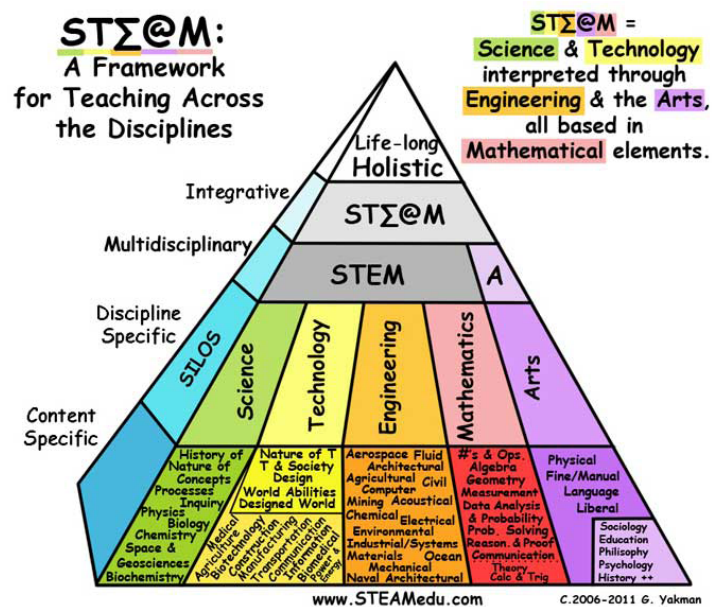 STΣ@M:
A Framework
for Teaching Across
the Disciplines
STΣ@M =
Science & Technology
interpreted through
Engineering & the Arts,
all based in
Mathematical elements.
Life-long
Holistic
Integrative
STΣ@M
Multidisciplinary
STEM
A
Discipline
Specific
SILOS
Science
Technology
Engineering
Mathematics
Arts
Content
Specific
History of
Nature of
Concepts
Processes
Inquiry
Physics
Biology
Chemistry
Space &
Geosciences
Biochemistry
Nature of T
T & Society
Design
World Abilities
Designed World
Medical
Agriculture
Biotechnology
Construction
Manufacturing
Transportation
Communication
Information
Biomedical
Power &
Energy
Aerospace Fluid
Architectural
Agricultural Civil
Computer
Mining Acoustical
Chemical Electrical
Environmental
Industrial/Systems
Materials Ocean
Mechanical
Naval Architectural
#'s & Ops.
Algebra
Geometry
Measurement
Data Analysis
& Probability
Prob. Solving
Reason. & Proof
Communication
Theory
Calc & Trig
Physical
Fine/Manual
Language
Liberal
Sociology
Education
Philisophy
Psychology
History ++
www.STEAMedu.com
C.2006-2011 G. Yakman